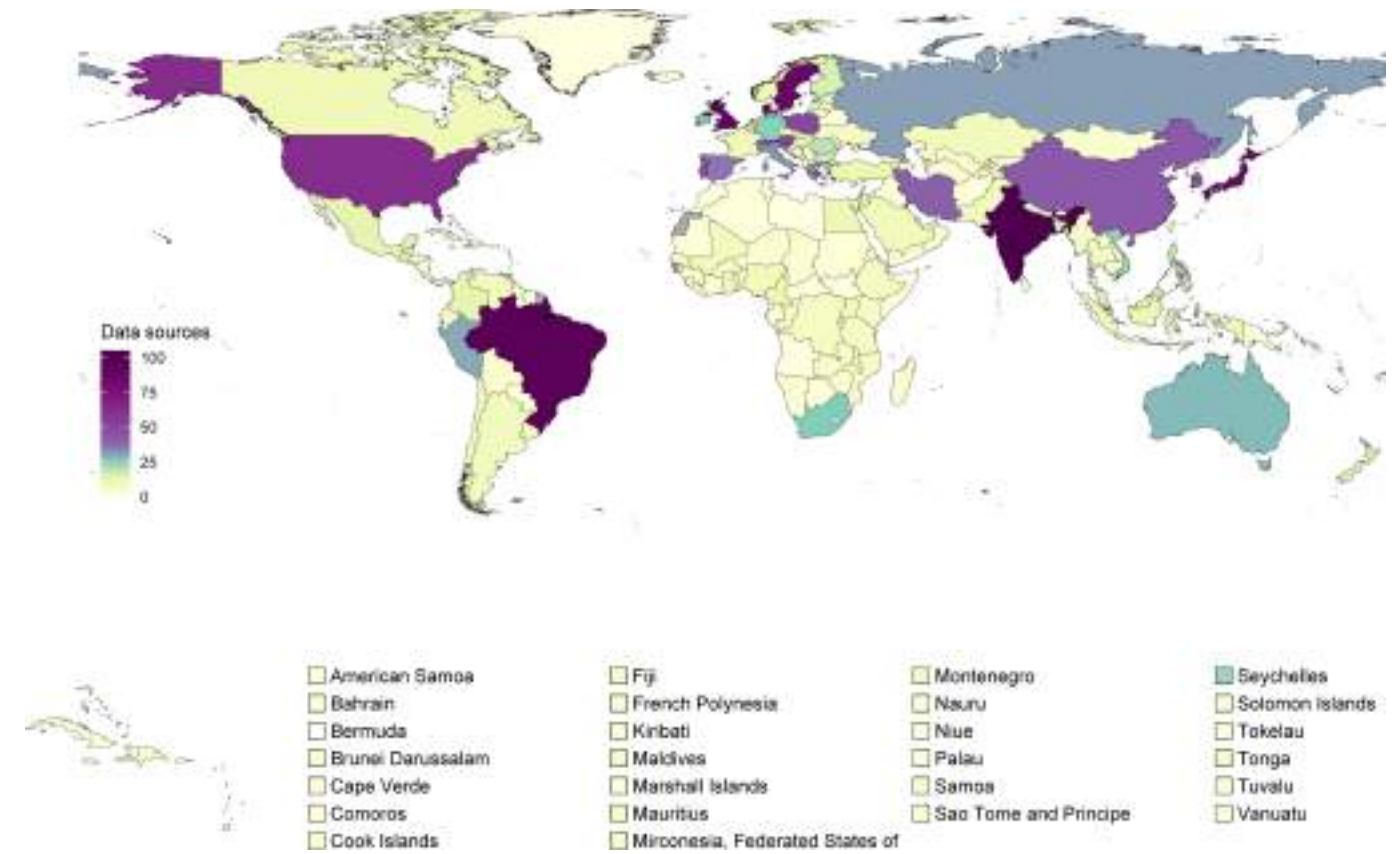 Data sources
100
75
50
25
0
American Samoa
Bahrain
Bermuda
Brunei Darussalam
Cape Verde
Comoros
Cook Islands
Fiji
French Polynesia
Kiribati
Maldives
Marshall Islands
Mauritius
Mirconesia, Federated States of
Montenegro
Nauru
Niue
Palau
Samoa
Sao Tome and Principe
Seychelles
Solomon Islands
Tokelau
Tonga
Tuvalu
Vanuatu